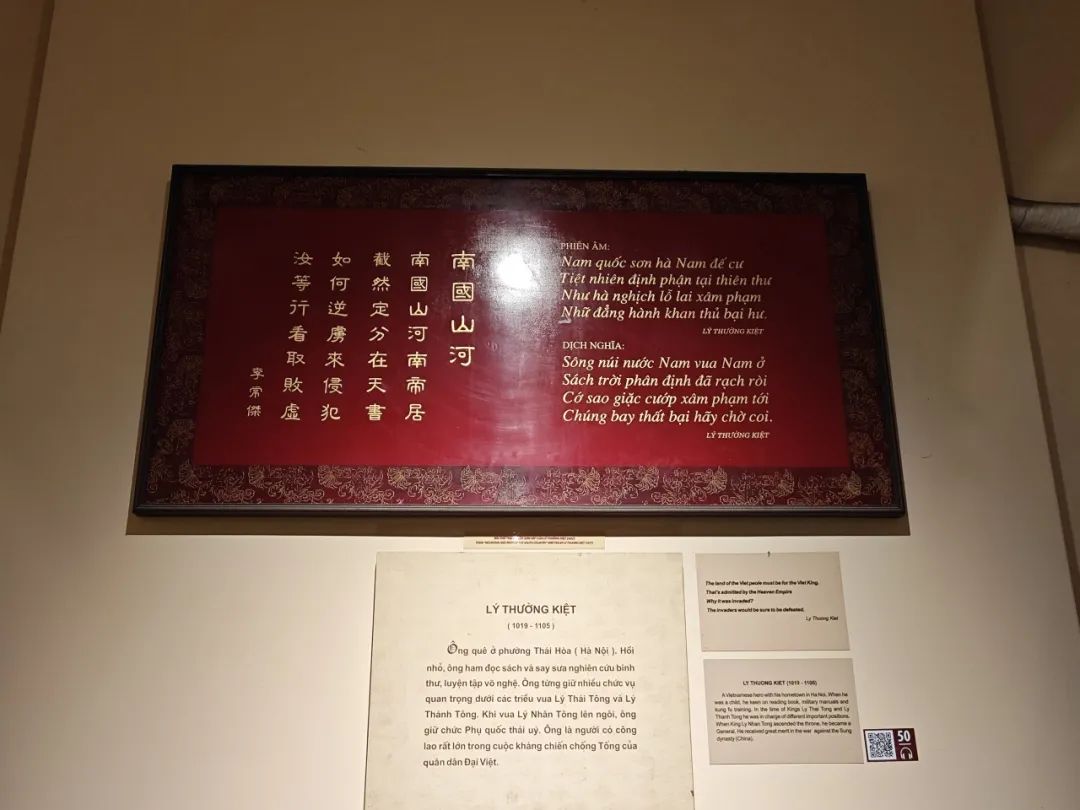 南國山河
南國山河南帝居
截然定分在天書
如何逆虜來侵犯
汝等行看取敗虛
李常傑
PHIÊN ÂM:
Nam quốc sơn hà Nam đế cư
Tiệt nhiên định phận tại thiên thư
Như hà nghịch lỗ lai xâm phạm
Nhữ đẳng hành khan thủ bại hư.
LÝ THƯỜNG KIỆT
DỊCH NGHĨA:
Sông núi nước Nam vua Nam ở
Sách trời phân định đã rạch ròi
Cớ sao giặc cướp xâm phạm tới
Chúng bay thất bại hãy chờ coi.
LÝ THƯỜNG KIỆT
LÝ THƯỜNG KIỆT
( 1019 - 1105 )
Ông quê ở phường Thái Hòa ( Hà Nội ). Hồi
nhỏ, ông ham đọc sách và say sưa nghiên cứu binh
thư, luyện tập võ nghệ. Ông từng giữ nhiều chức vụ
quan trọng dưới các triều vua Lý Thái Tông và Lý
Thánh Tông. Khi vua Lý Nhân Tông lên ngôi, ông
giữ chức Phụ quốc thái uý. Ông là người có công
lao rất lớn trong cuộc kháng chiến chống Tống của
quân dân Đại Việt.
The land of the Viet peole must be for the Viet King.
That's admitted by the Heaven Empire
Why it was invaded?
The invaders would be sure to be defeated.
Ly Thuong Kiet
LY THUONG KIET (1019 - 1105)
A Vietnamese hero with his hometown in Ha Noi. When he
was a child, he keen on reading book, military manuals and
kung fu training. In the time of Kings Ly Thai Tong and Ly
Thanh Tong he was in charge of different important positions.
When King Ly Nhan Tong ascended the throne, he became a
General. He received great merit in the war against the Sung
dynasty (China).
50